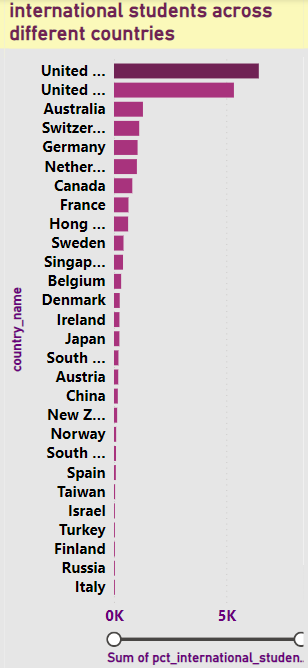 international students across
different countries
United ...
United ...
Australia
Switzer...
Germany
Nether...
Canada
France
Hong ...
Sweden
Singap...
Belgium
Denmark
Ireland
Japan
South ...
Austria
China
New Z...
Norway
South ...
Spain
Taiwan
Israel
Turkey
Finland
Russia
Italy
country_name
0K 5K
Sum of pct_international_studen...